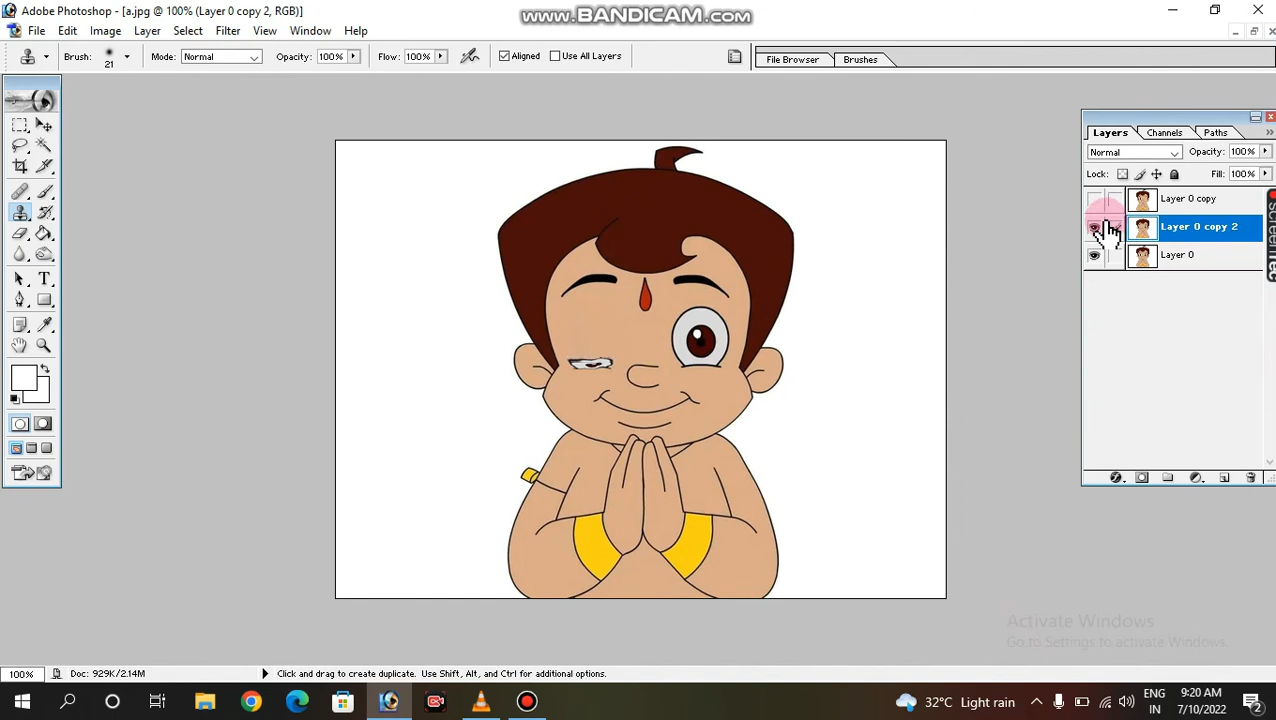 Adobe Photoshop - [a.jpg @ 100% (Layer 0 copy 2, RGB)]
www.BANDICAM.com
File Edit Image Layer Select Filter View Window Help
Brush: 21 Mode: Normal Opacity: 100% Flow: 100% Aligned Use All Layers File Browser Brushes
Layers Channels Paths
Normal Opacity: 100%
Lock: Fill: 100%
Layer 0 copy
Layer 0 copy 2
Layer 0
Activate Windows
Go to Settings to activate Windows.
100% Doc: 929K/2.14M Click and drag to create duplicate. Use Shift, Alt, and Ctrl for additional options.
32°C Light rain
ENG
IN
9:20 AM
7/10/2022
2